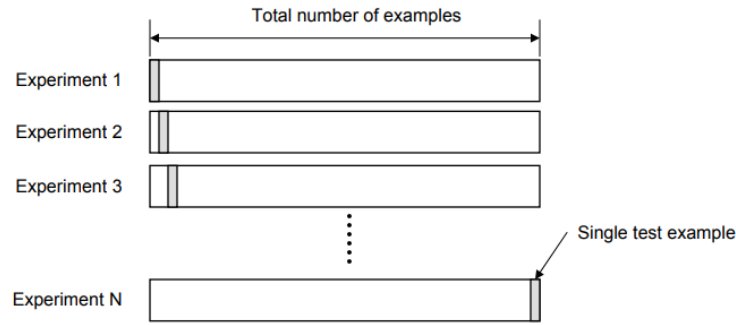 Total number of examples
Experiment 1
Experiment 2
Experiment 3
Single test example
Experiment N